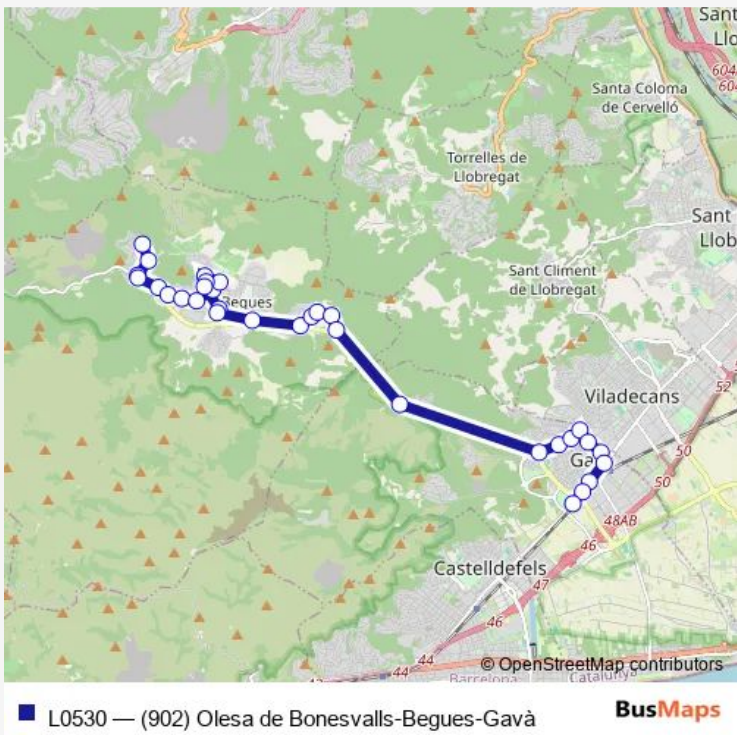 Sant
Llo
604
604
Santa Coloma
de Cervelló
Torrelles de
Llobregat
Sant
Llob
Sant Climent
de Llobregat
Begues
52
Viladecans
50
Ga
50
48AB
46
Castelldefels
47
46
44
44
© OpenStreetMap contributors
Barcelona
Catalunya
L0530 — (902) Olesa de Bonesvalls-Begues-Gavà
BusMaps